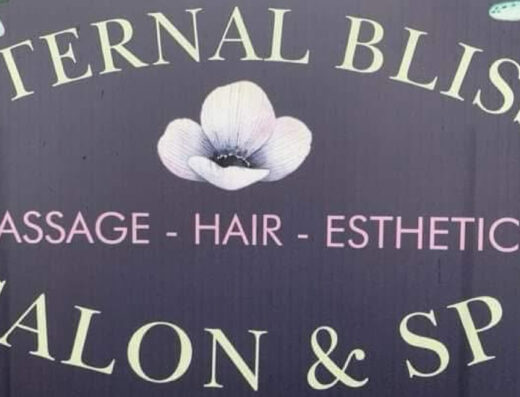 TERNAL BLIS
ASSAGE - HAIR - ESTHETIC
ALON & SP